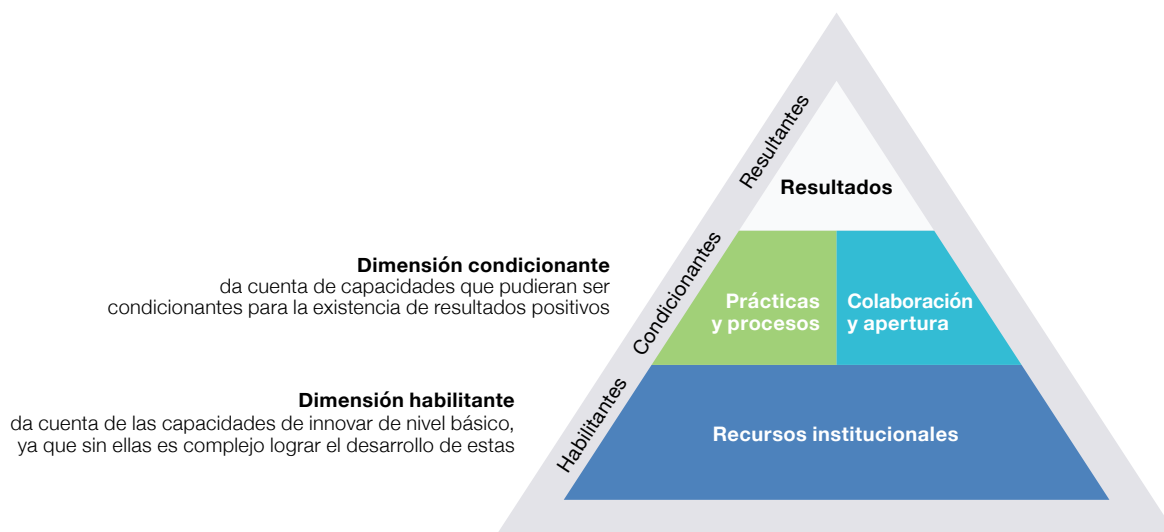 Resultantes
Resultados
Dimensión condicionante
da cuenta de capacidades que pudieran ser
condicionantes para la existencia de resultados positivos
Condicionantes
Prácticas
y procesos
Colaboración
y apertura
Dimensión habilitante
da cuenta de las capacidades de innovar de nivel básico,
ya que sin ellas es complejo lograr el desarrollo de estas
Habilitantes
Recursos institucionales